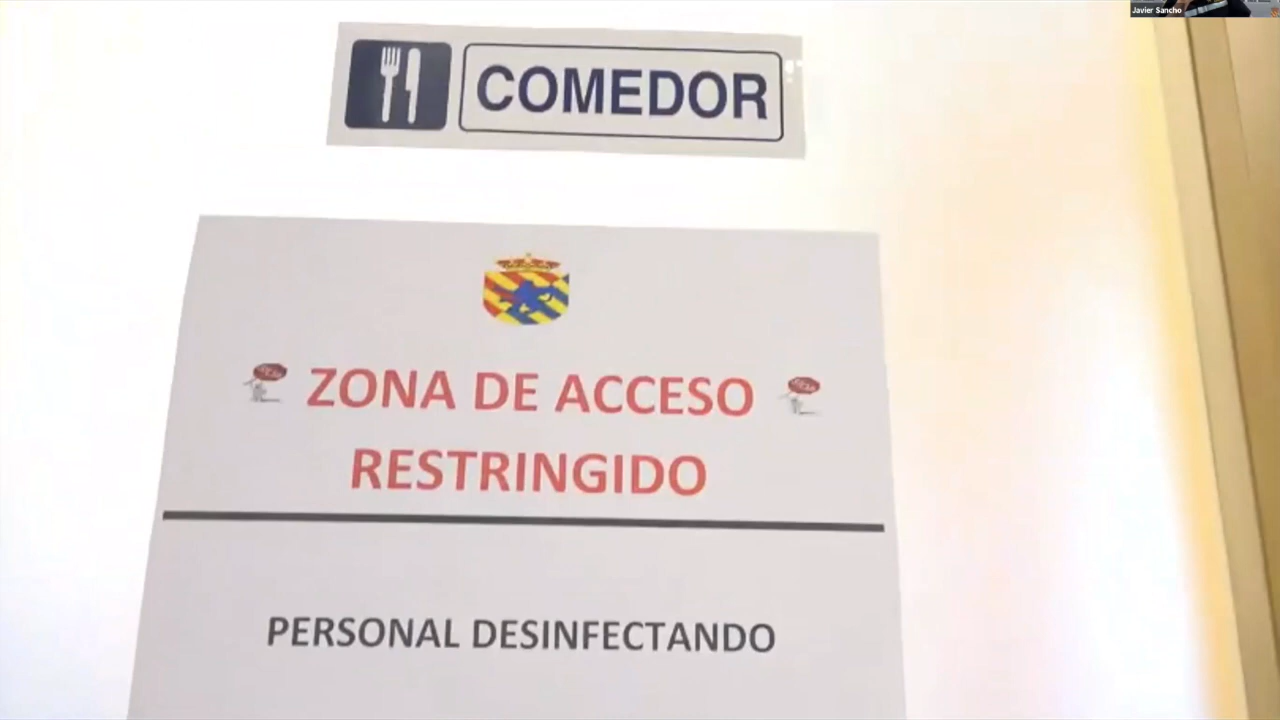 Javier Sancho
COMEDOR
ZONA DE ACCESO
RESTRINGIDO
PERSONAL DESINFECTANDO